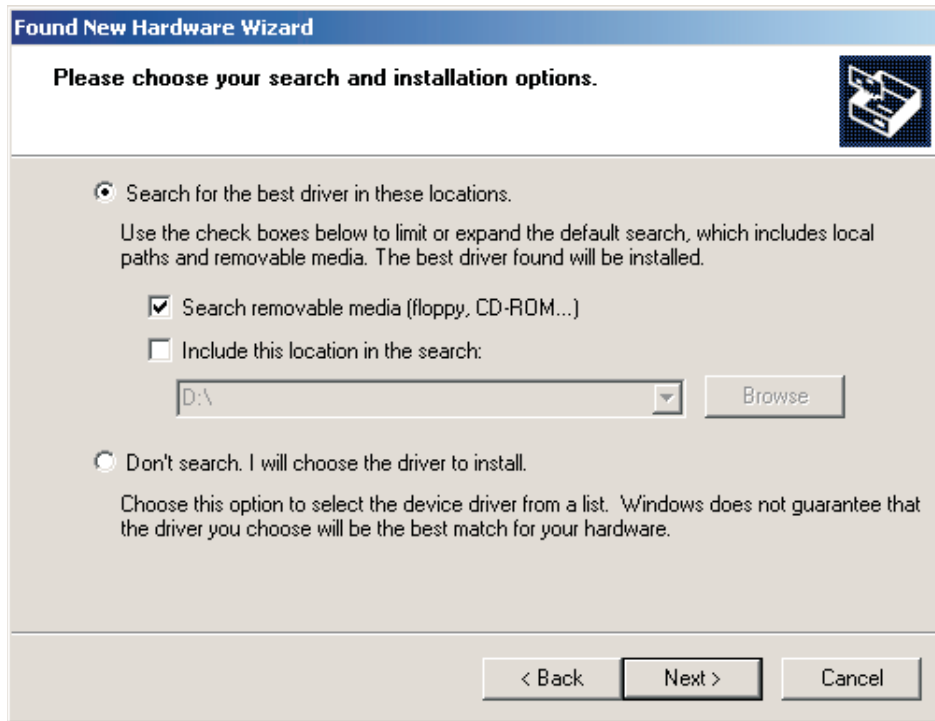 Found New Hardware Wizard
Please choose your search and installation options.
Search for the best driver in these locations.
Use the check boxes below to limit or expand the default search, which includes local
paths and removable media. The best driver found will be installed.
Search removable media (floppy, CD-ROM...)
Include this location in the search:
D:\
Browse
Don't search. I will choose the driver to install.
Choose this option to select the device driver from a list. Windows does not guarantee that
the driver you choose will be the best match for your hardware.
< Back Next > Cancel